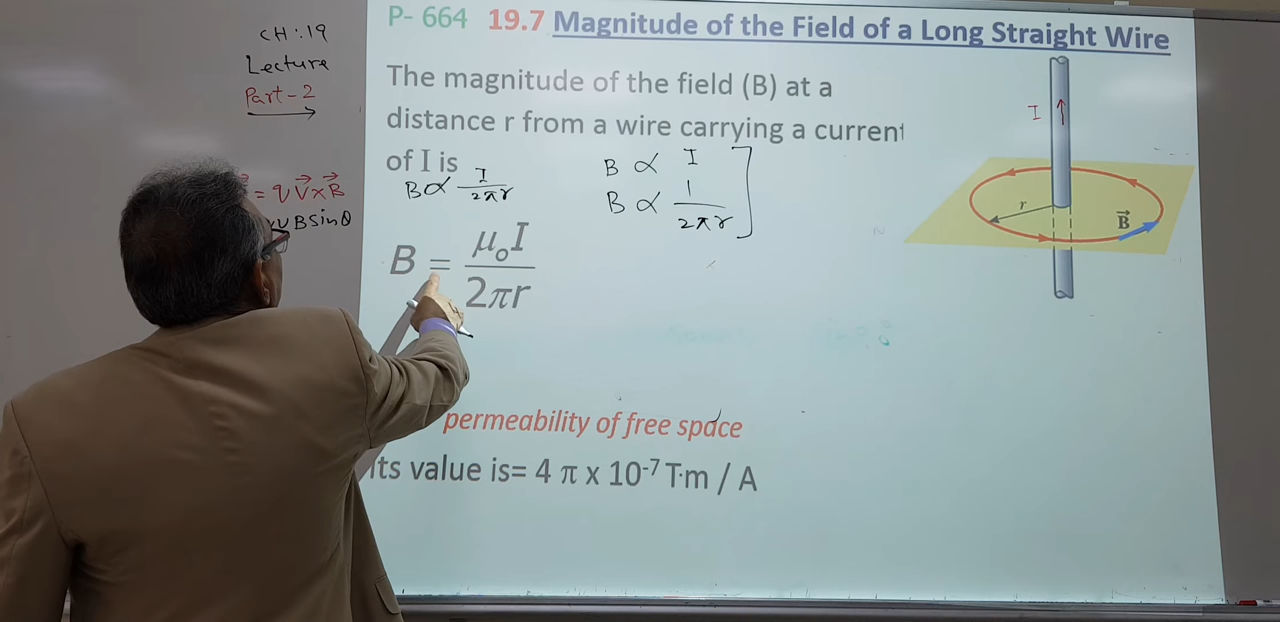 CH:19
Lecture
Part-2
= q V⃗ x B⃗
vBsinθ
P- 664 19.7 Magnitude of the Field of a Long Straight Wire
The magnitude of the field (B) at a
distance r from a wire carrying a current
of I is
B ∝ I / 2πr
B ∝ I
B ∝ 1 / 2πr
B = μ₀I / 2πr
permeability of free space
Its value is= 4 π x 10⁻⁷ T·m / A
I
r
B⃗